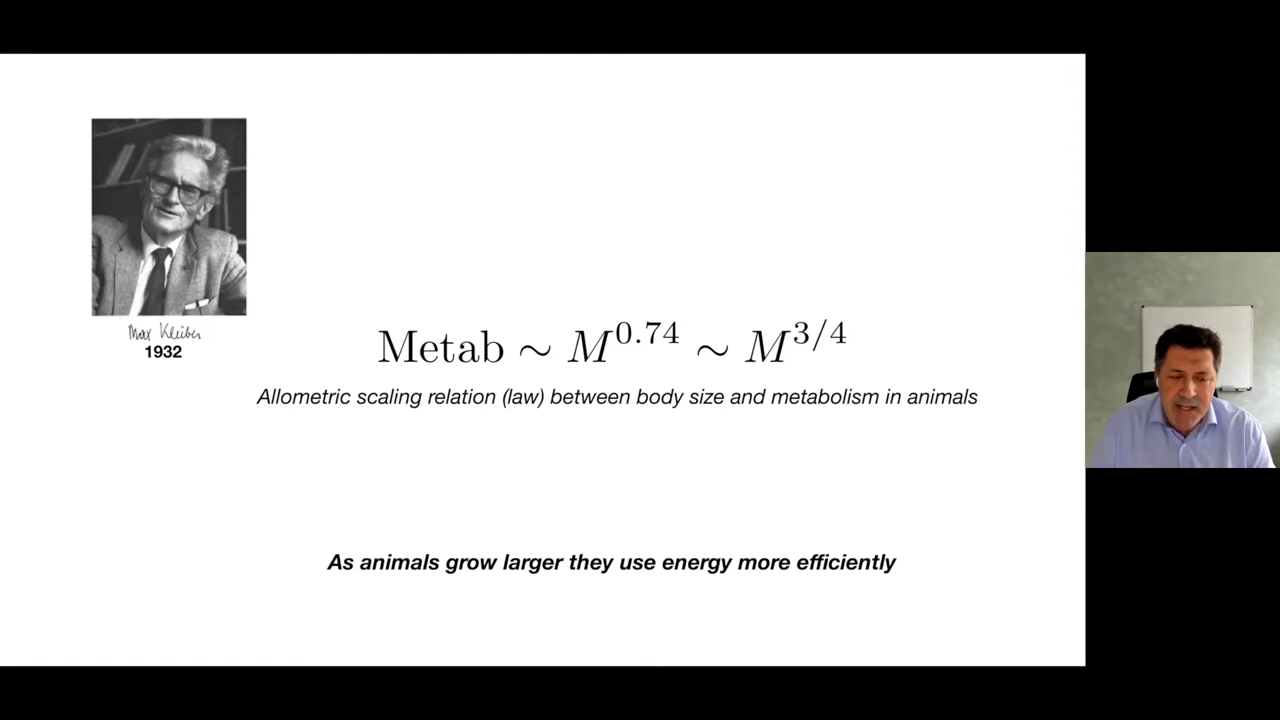 Max Kleiber
1932
Metab ∼ M^0.74 ∼ M^3/4
Allometric scaling relation (law) between body size and metabolism in animals
As animals grow larger they use energy more efficiently